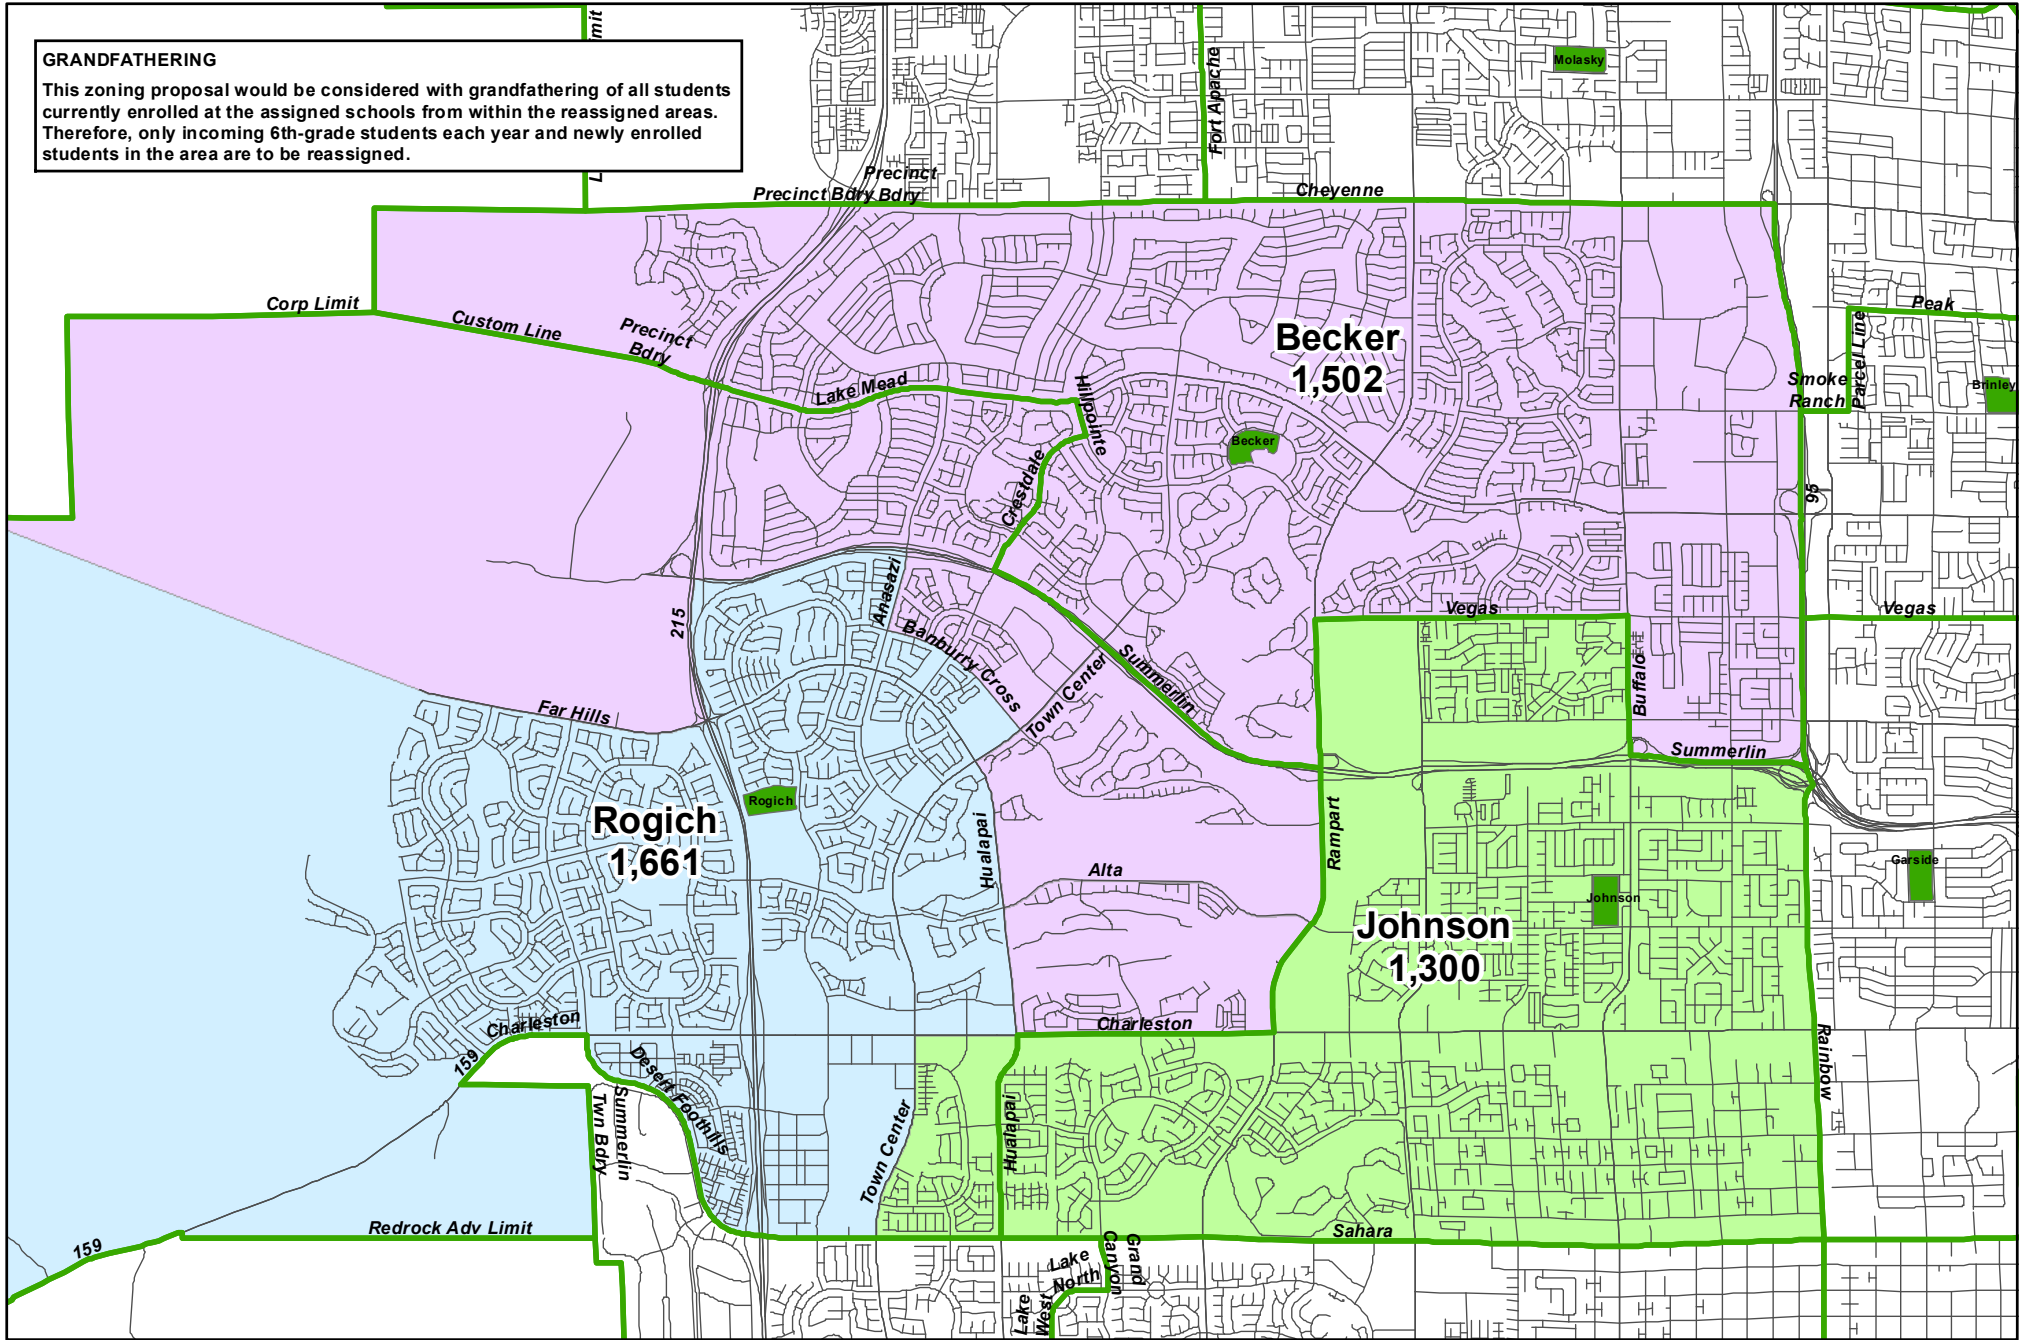 GRANDFATHERING
This zoning proposal would be considered with grandfathering of all students
currently enrolled at the assigned schools from within the reassigned areas.
Therefore, only incoming 6th-grade students each year and newly enrolled
students in the area are to be reassigned.
Fort Apache
Molasky
Precinct
Precinct Bdry Bdry
Cheyenne
Corp Limit
Custom Line
Precinct
Bdry
Lake Mead
Hillpointe
Becker
1,502
Peak
Parcel Line
Smoke
Ranch
Brinley
Becker
Crestdale
95
Anasazi
215
Banburry Cross
Vegas
Vegas
Town Center
Summerlin
Buffalo
Far Hills
Summerlin
Rogich
Rogich
1,661
Hualapai
Rampart
Alta
Garside
Johnson
Johnson
1,300
Charleston
Charleston
159
Desert Foothills
Rainbow
Summerlin
Twn Bdry
Town Center
Hualapai
Redrock Adv Limit
Sahara
159
Grand
Canyon
Lake
North
Lake
West